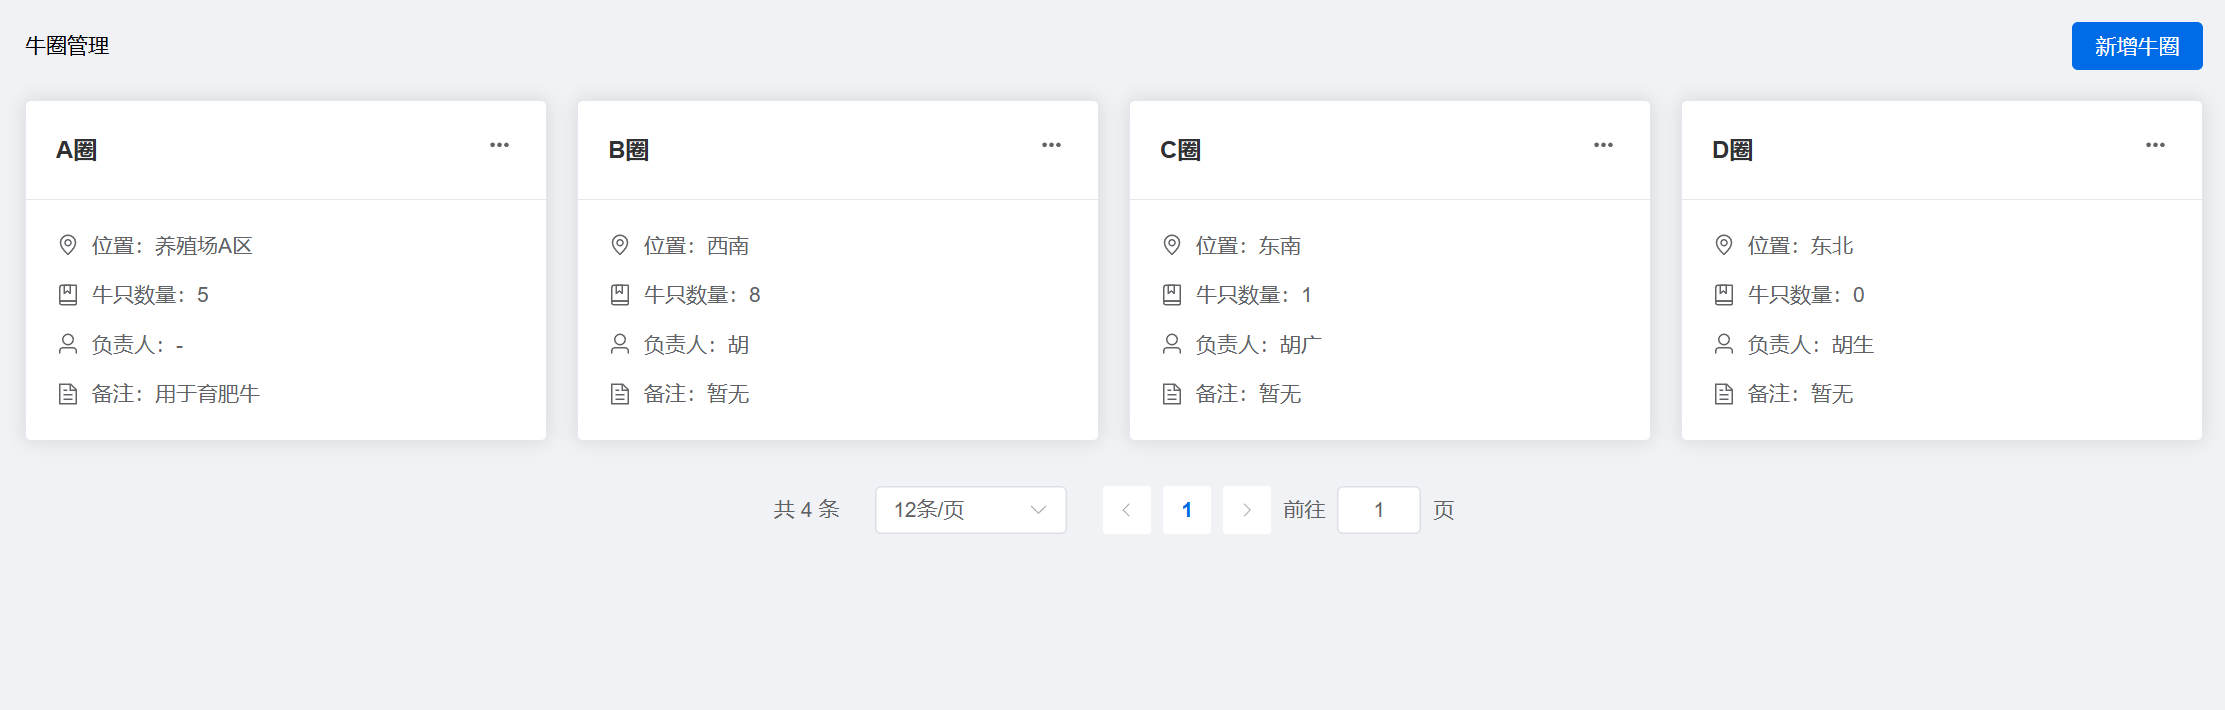 牛圈管理
新增牛圈
A圈
位置：养殖场A区
牛只数量：5
负责人：-
备注：用于育肥牛
B圈
位置：西南
牛只数量：8
负责人：胡
备注：暂无
C圈
位置：东南
牛只数量：1
负责人：胡广
备注：暂无
D圈
位置：东北
牛只数量：0
负责人：胡生
备注：暂无
共 4 条 12条/页 1 前往 1 页